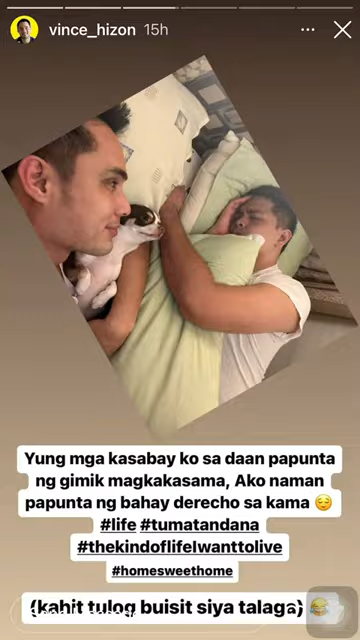 vince_hizon 15h
Yung mga kasabay ko sa daan papunta
ng gimik magkakasama, Ako naman
papunta ng bahay derecho sa kama 😌
#life #tumatandana
#thekindoflifeIwanttolive
#homesweethome
(kahit tulog buisit siya talaga) 😂